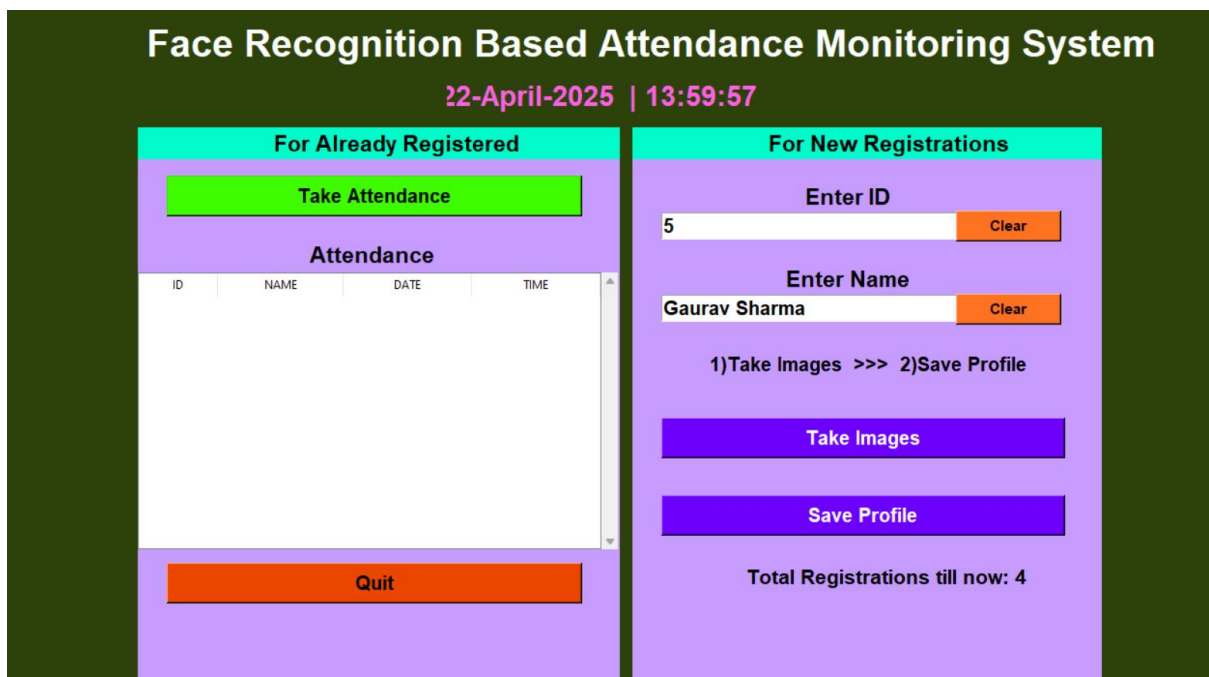 Face Recognition Based Attendance Monitoring System
22-April-2025 | 13:59:57
For Already Registered
Take Attendance
Attendance
ID NAME DATE TIME
Quit
For New Registrations
Enter ID
5 Clear
Enter Name
Gaurav Sharma Clear
1)Take Images >>> 2)Save Profile
Take Images
Save Profile
Total Registrations till now: 4